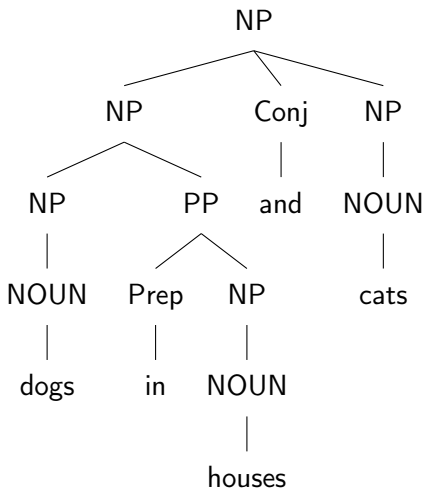 NP
NP Conj NP
NP PP and NOUN
NOUN Prep NP cats
dogs in NOUN
houses